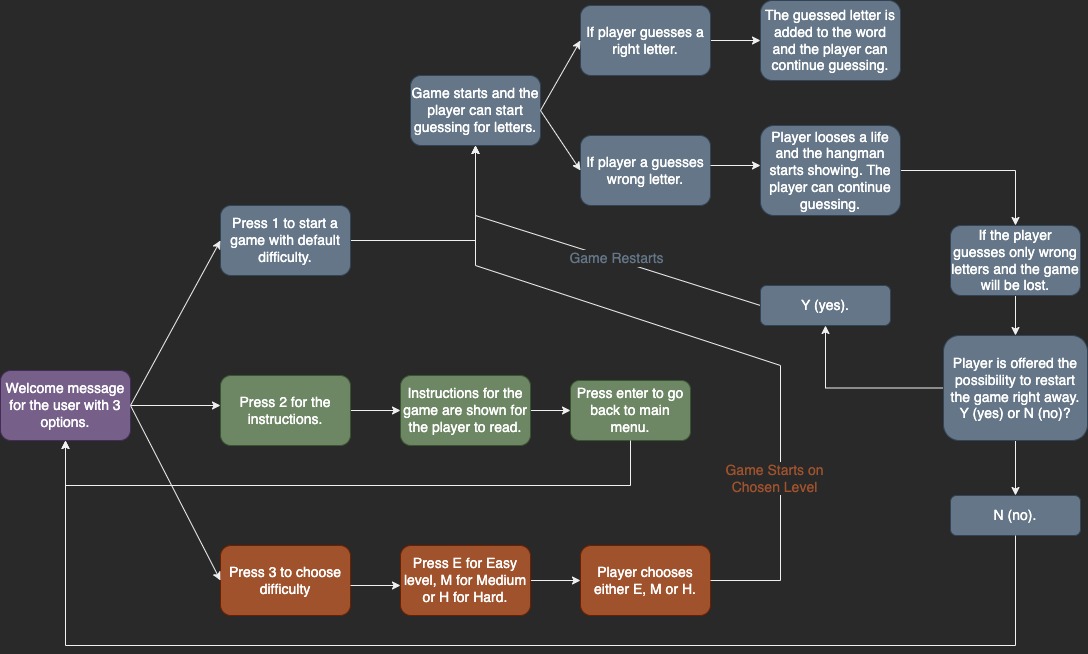 Welcome message
for the user with 3
options.
Press 1 to start a
game with default
difficulty.
Game starts and the
player can start
guessing for letters.
If player guesses a
right letter.
The guessed letter is
added to the word
and the player can
continue guessing.
If player a guesses
wrong letter.
Player looses a life
and the hangman
starts showing. The
player can continue
guessing.
If the player
guesses only wrong
letters and the game
will be lost.
Player is offered the
possibility to restart
the game right away.
Y (yes) or N (no)?
Y (yes).
Game Restarts
N (no).
Press 2 for the
instructions.
Instructions for the
game are shown for
the player to read.
Press enter to go
back to main
menu.
Press 3 to choose
difficulty
Press E for Easy
level, M for Medium
or H for Hard.
Player chooses
either E, M or H.
Game Starts on
Chosen Level